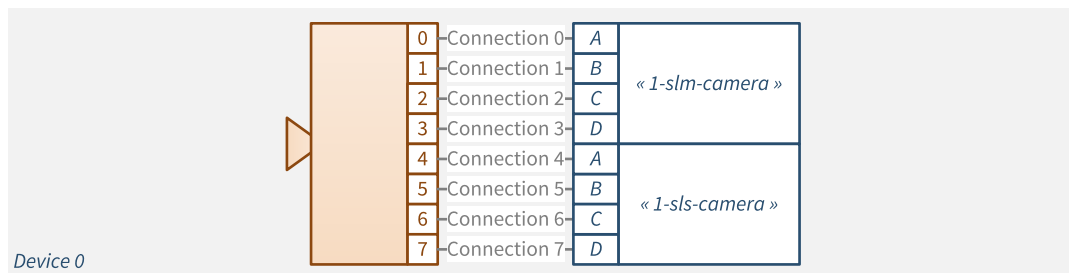 0 Connection 0 A
1 Connection 1 B
2 Connection 2 C
« 1-slm-camera »
3 Connection 3 D
4 Connection 4 A
5 Connection 5 B
« 1-sls-camera »
6 Connection 6 C
7 Connection 7 D
Device 0